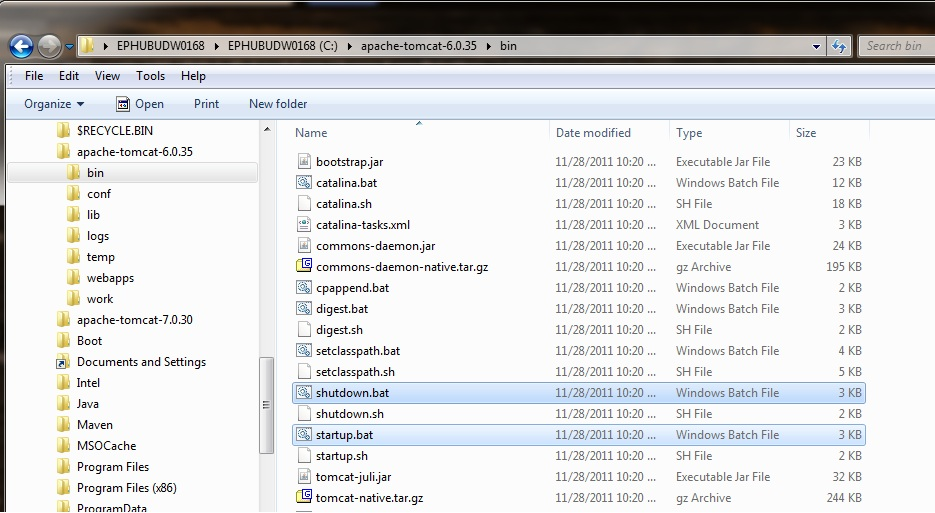 EPHUBUDW0168 EPHUBUDW0168 (C:) apache-tomcat-6.0.35 bin Search bin
File Edit View Tools Help
Organize Open Print New folder
$RECYCLE.BIN
apache-tomcat-6.0.35
bin
conf
lib
logs
temp
webapps
work
apache-tomcat-7.0.30
Boot
Documents and Settings
Intel
Java
Maven
MSOCache
Program Files
Program Files (x86)
ProgramData
Name Date modified Type Size
bootstrap.jar 11/28/2011 10:20 ... Executable Jar File 23 KB
catalina.bat 11/28/2011 10:20 ... Windows Batch File 12 KB
catalina.sh 11/28/2011 10:20 ... SH File 18 KB
catalina-tasks.xml 11/28/2011 10:20 ... XML Document 3 KB
commons-daemon.jar 11/28/2011 10:20 ... Executable Jar File 24 KB
commons-daemon-native.tar.gz 11/28/2011 10:20 ... gz Archive 195 KB
cpappend.bat 11/28/2011 10:20 ... Windows Batch File 2 KB
digest.bat 11/28/2011 10:20 ... Windows Batch File 3 KB
digest.sh 11/28/2011 10:20 ... SH File 2 KB
setclasspath.bat 11/28/2011 10:20 ... Windows Batch File 4 KB
setclasspath.sh 11/28/2011 10:20 ... SH File 5 KB
shutdown.bat 11/28/2011 10:20 ... Windows Batch File 3 KB
shutdown.sh 11/28/2011 10:20 ... SH File 2 KB
startup.bat 11/28/2011 10:20 ... Windows Batch File 3 KB
startup.sh 11/28/2011 10:20 ... SH File 2 KB
tomcat-juli.jar 11/28/2011 10:20 ... Executable Jar File 32 KB
tomcat-native.tar.gz 11/28/2011 10:20 ... gz Archive 244 KB